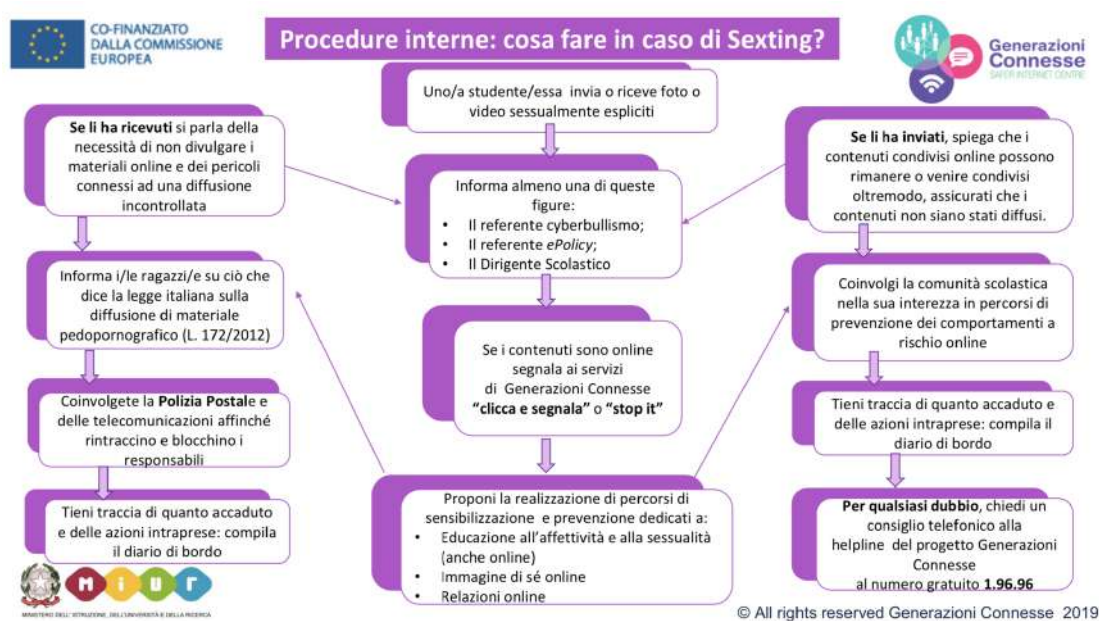 CO-FINANZIATO
DALLA COMMISSIONE
EUROPEA
Procedure interne: cosa fare in caso di Sexting?
Generazioni
Connesse
SAFER INTERNET CENTRE
Uno/a studente/essa invia o riceve foto o
video sessualmente espliciti
Se li ha ricevuti si parla della
necessità di non divulgare i
materiali online e dei pericoli
connessi ad una diffusione
incontrollata
Informa i/le ragazzi/e su ciò che
dice la legge italiana sulla
diffusione di materiale
pedopornografico (L. 172/2012)
Coinvolgete la Polizia Postale e
delle telecomunicazioni affinché
rintraccino e blocchino i
responsabili
Tieni traccia di quanto accaduto
e delle azioni intraprese: compila
il diario di bordo
Informa almeno una di queste
figure:
• Il referente cyberbullismo;
• Il referente ePolicy;
• Il Dirigente Scolastico
Se i contenuti sono online
segnala ai servizi
di Generazioni Connesse
“clicca e segnala” o “stop it”
Proponi la realizzazione di percorsi di
sensibilizzazione e prevenzione dedicati a:
• Educazione all’affettività e alla sessualità
(anche online)
• Immagine di sé online
• Relazioni online
Se li ha inviati, spiega che i
contenuti condivisi online possono
rimanere o venire condivisi
oltremodo, assicurati che i
contenuti non siano stati diffusi.
Coinvolgi la comunità scolastica
nella sua interezza in percorsi di
prevenzione dei comportamenti a
rischio online
Tieni traccia di quanto accaduto e
delle azioni intraprese: compila il
diario di bordo
Per qualsiasi dubbio, chiedi un
consiglio telefonico alla
helpline del progetto Generazioni
Connesse
al numero gratuito 1.96.96
MIUR
MINISTERO DELL'ISTRUZIONE, DELL'UNIVERSITÀ E DELLA RICERCA
© All rights reserved Generazioni Connesse 2019